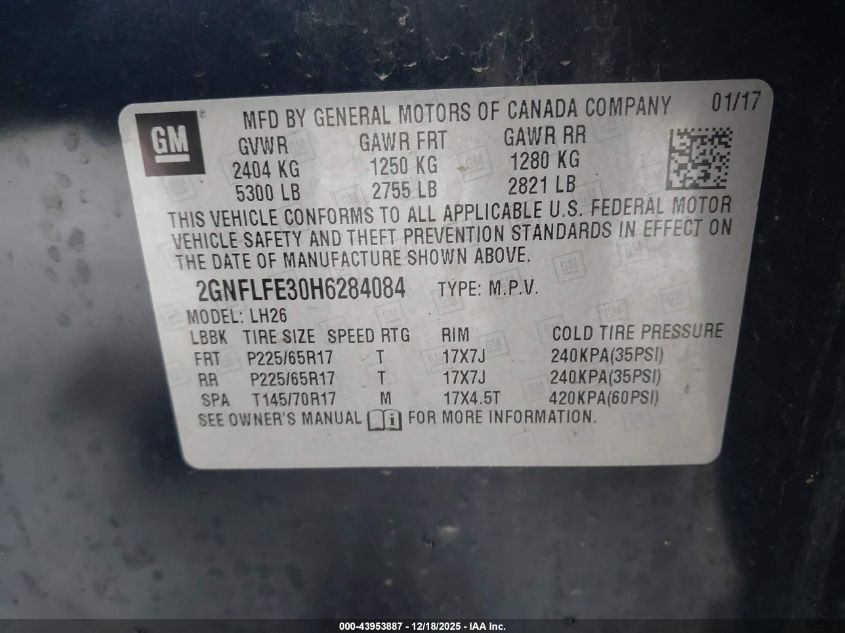 GM ® MFD BY GENERAL MOTORS OF CANADA COMPANY 01/17
GVWR GAWR FRT GAWR RR
2404 KG 1250 KG 1280 KG
5300 LB 2755 LB 2821 LB
THIS VEHICLE CONFORMS TO ALL APPLICABLE U.S. FEDERAL MOTOR
VEHICLE SAFETY AND THEFT PREVENTION STANDARDS IN EFFECT ON
THE DATE OF MANUFACTURE SHOWN ABOVE.
2GNFLFE30H6284084 TYPE: M.P.V.
MODEL: LH26
LBBK TIRE SIZE SPEED RTG RIM COLD TIRE PRESSURE
FRT P225/65R17 T 17X7J 240KPA(35PSI)
RR P225/65R17 T 17X7J 240KPA(35PSI)
SPA T145/70R17 M 17X4.5T 420KPA(60PSI)
SEE OWNER'S MANUAL FOR MORE INFORMATION.
000-43953887 - 12/18/2025 - IAA Inc.